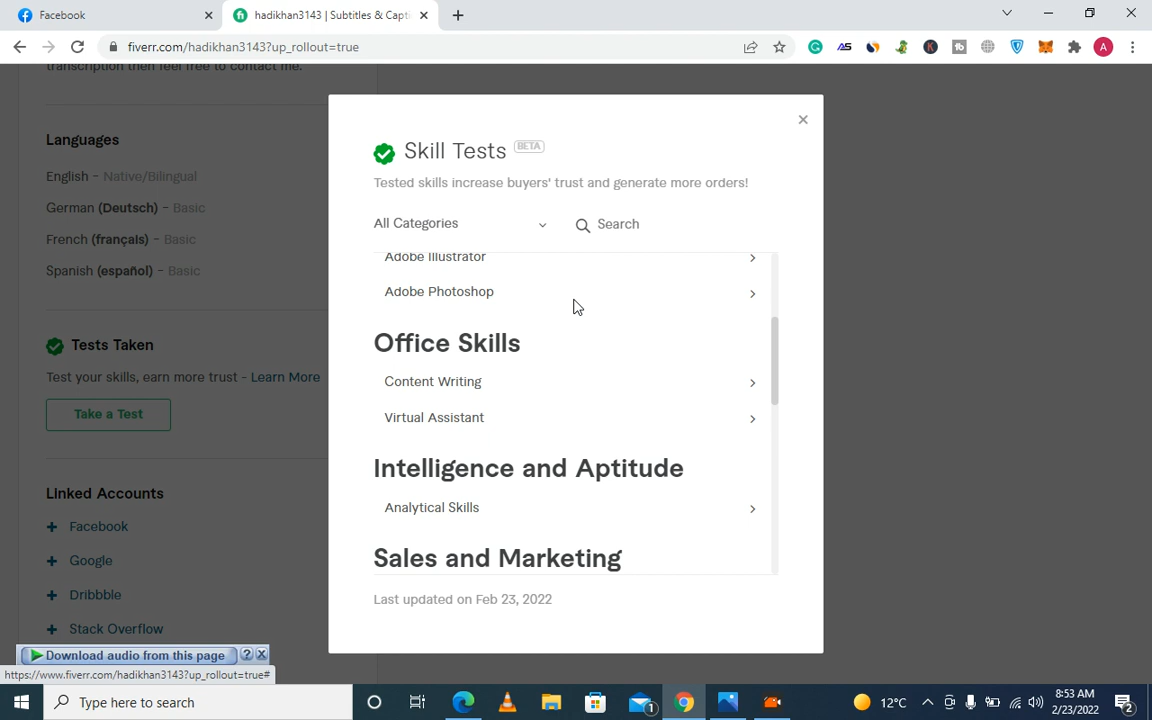 Facebook
hadikhan3143 | Subtitles & Capti
fiverr.com/hadikhan3143?up_rollout=true
transcription then feel free to contact me.
Languages
English - Native/Bilingual
German (Deutsch) - Basic
French (français) - Basic
Spanish (español) - Basic
Tests Taken
Test your skills, earn more trust - Learn More
Take a Test
Linked Accounts
Facebook
Google
Dribbble
Stack Overflow
Skill Tests BETA
Tested skills increase buyers' trust and generate more orders!
All Categories
Search
Adobe Illustrator
Adobe Photoshop
Office Skills
Content Writing
Virtual Assistant
Intelligence and Aptitude
Analytical Skills
Sales and Marketing
Last updated on Feb 23, 2022
Download audio from this page ? X
https://www.fiverr.com/hadikhan3143?up_rollout=true#
Type here to search
1
12°C
8:53 AM
2/23/2022
2
A